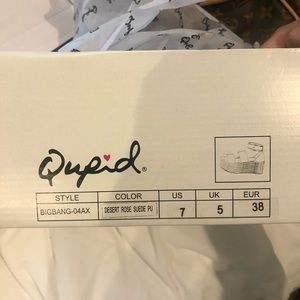 Qupid®
STYLE COLOR US UK EUR
BIGBANG-04AX DESERT ROSE SUEDE PU 7 5 38